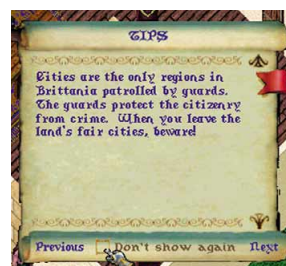 TIPS
Cities are the only regions in
Brittania patrolled by guards.
The guards protect the citizenry
from crime. When you leave the
land's fair cities, beware!
Previous Don't show again Next